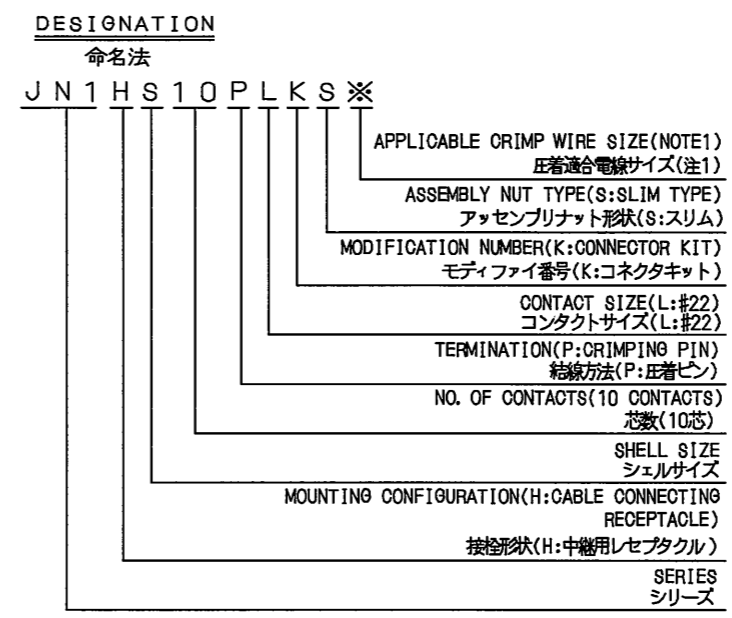 DESIGNATION
命名法
JN1HS10PLKS※
APPLICABLE CRIMP WIRE SIZE(NOTE1)
圧着適合電線サイズ(注1)
ASSEMBLY NUT TYPE(S:SLIM TYPE)
アッセンブリナット形状(S:スリム)
MODIFICATION NUMBER(K:CONNECTOR KIT)
モディファイ番号(K:コネクタキット)
CONTACT SIZE(L:#22)
コンタクトサイズ(L:#22)
TERMINATION(P:CRIMPING PIN)
結線方法(P:圧着ピン)
NO. OF CONTACTS(10 CONTACTS)
芯数(10芯)
SHELL SIZE
シェルサイズ
MOUNTING CONFIGURATION(H:CABLE CONNECTING
RECEPTACLE)
接栓形状(H:中継用レセプタクル)
SERIES
シリーズ